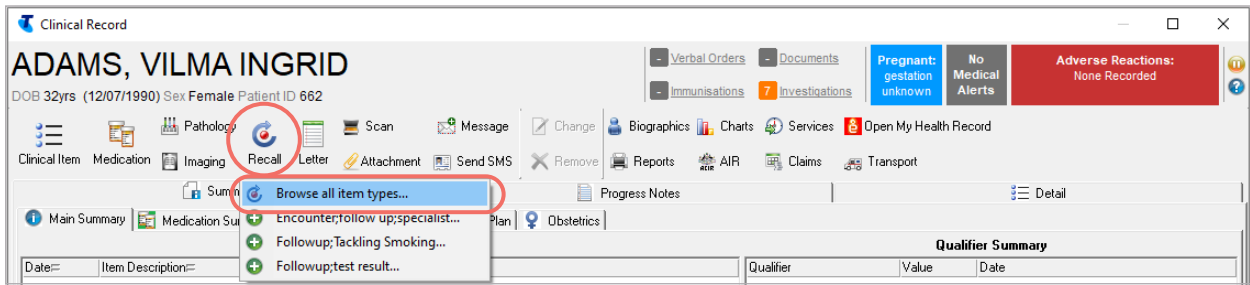 Clinical Record
ADAMS, VILMA INGRID
DOB 32yrs (12/07/1990) Sex Female Patient ID 662
- Verbal Orders - Documents
- Immunisations 7 Investigations
Pregnant:
gestation
unknown
No
Medical
Alerts
Adverse Reactions:
None Recorded
Clinical Item Medication Pathology Recall Letter Scan Message Change Biographics Charts Services Open My Health Record
Imaging Attachment Send SMS Remove Reports AIR Claims Transport
Summ Progress Notes Detail
Browse all item types...
Encounter;follow up;specialist...
Followup;Tackling Smoking...
Followup;test result...
Main Summary Medication Su Plan Obstetrics
Qualifier Summary
Date Item Description Qualifier Value Date